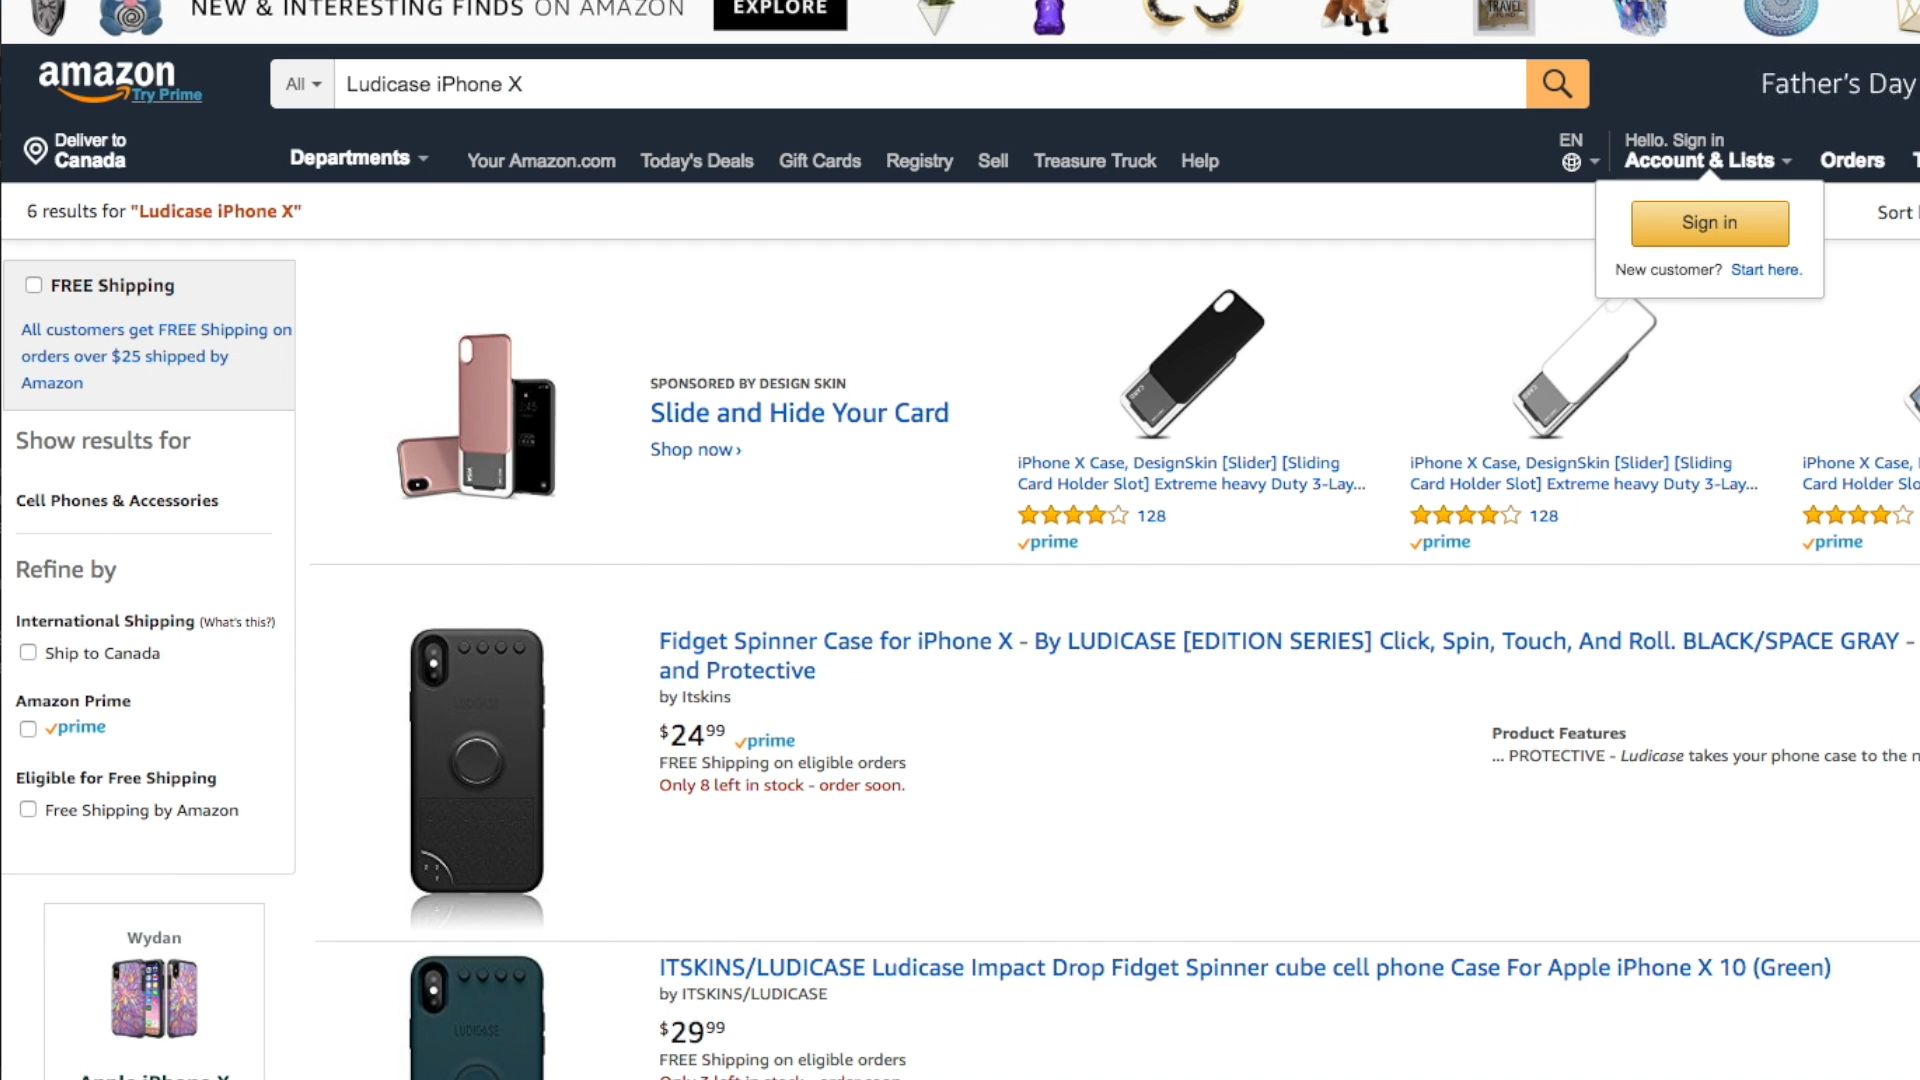 NEW & INTERESTING FINDS ON AMAZON
EXPLORE
TRAVEL
amazon
Try Prime
All
Ludicase iPhone X
Father's Day
Deliver to
Canada
Departments
Your Amazon.com
Today's Deals
Gift Cards
Registry
Sell
Treasure Truck
Help
EN
Hello. Sign in
Account & Lists
Orders
6 results for "Ludicase iPhone X"
Sort
Sign in
New customer? Start here.
FREE Shipping
All customers get FREE Shipping on
orders over $25 shipped by
Amazon
Show results for
Cell Phones & Accessories
Refine by
International Shipping (What's this?)
Ship to Canada
Amazon Prime
prime
Eligible for Free Shipping
Free Shipping by Amazon
Wydan
Apple iPhone X
SPONSORED BY DESIGN SKIN
Slide and Hide Your Card
Shop now ›
iPhone X Case, DesignSkin [Slider] [Sliding
Card Holder Slot] Extreme heavy Duty 3-Lay...
128
prime
iPhone X Case, DesignSkin [Slider] [Sliding
Card Holder Slot] Extreme heavy Duty 3-Lay...
128
prime
iPhone X Case,
Card Holder Slo
prime
LUDICASE
Fidget Spinner Case for iPhone X - By LUDICASE [EDITION SERIES] Click, Spin, Touch, And Roll. BLACK/SPACE GRAY -
and Protective
by Itskins
$24 99 prime
FREE Shipping on eligible orders
Only 8 left in stock - order soon.
Product Features
... PROTECTIVE - Ludicase takes your phone case to the n
LUDICASE
ITSKINS/LUDICASE Ludicase Impact Drop Fidget Spinner cube cell phone Case For Apple iPhone X 10 (Green)
by ITSKINS/LUDICASE
$29 99
FREE Shipping on eligible orders